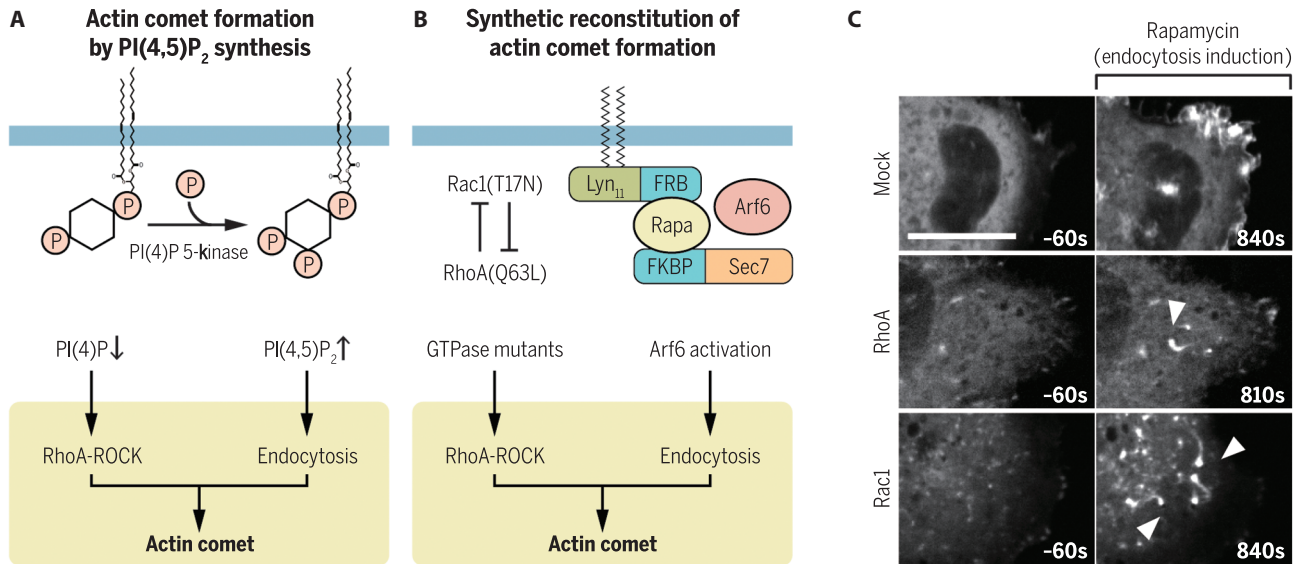 A
Actin comet formation
by PI(4,5)P2 synthesis
P
P
P
P
P
P
PI(4)P 5-kinase
PI(4)P↓
PI(4,5)P2↑
RhoA-ROCK
Endocytosis
Actin comet
B
Synthetic reconstitution of
actin comet formation
Rac1(T17N)
RhoA(Q63L)
Lyn11
FRB
Rapa
Arf6
FKBP
Sec7
GTPase mutants
Arf6 activation
RhoA-ROCK
Endocytosis
Actin comet
C
Rapamycin
(endocytosis induction)
Mock
–60s
840s
RhoA
–60s
810s
Rac1
–60s
840s